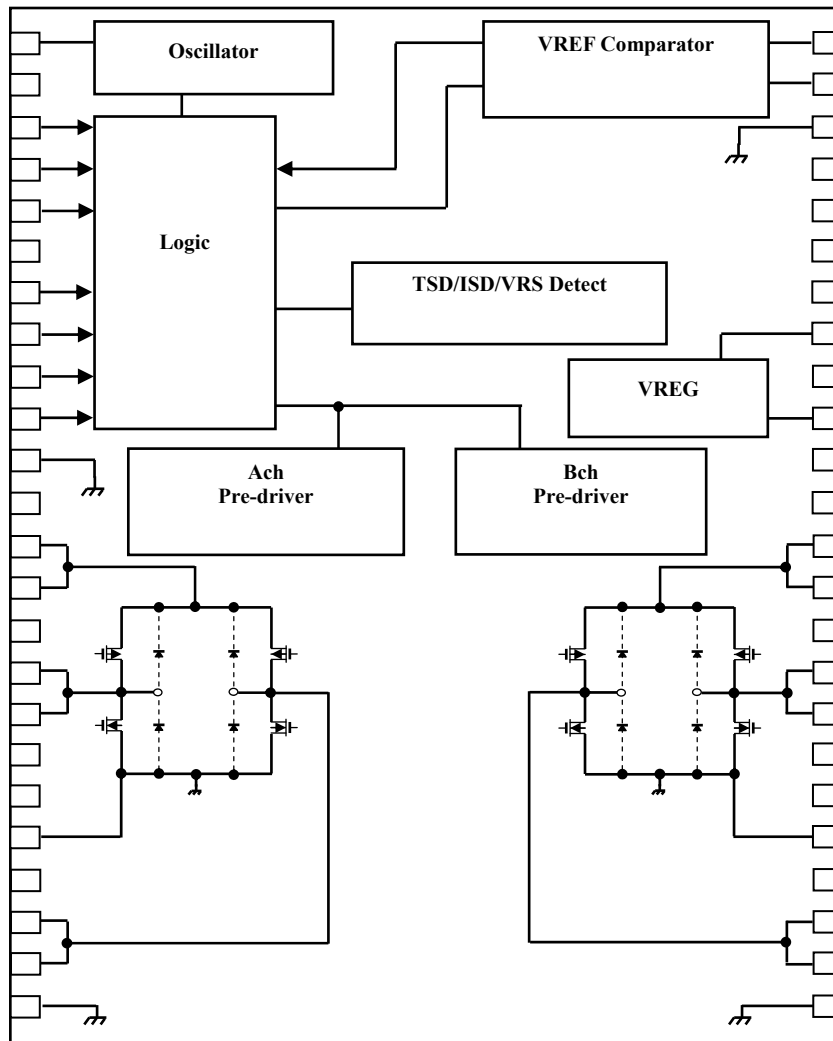 Oscillator
VREF Comparator
Logic
TSD/ISD/VRS Detect
VREG
Ach
Pre-driver
Bch
Pre-driver